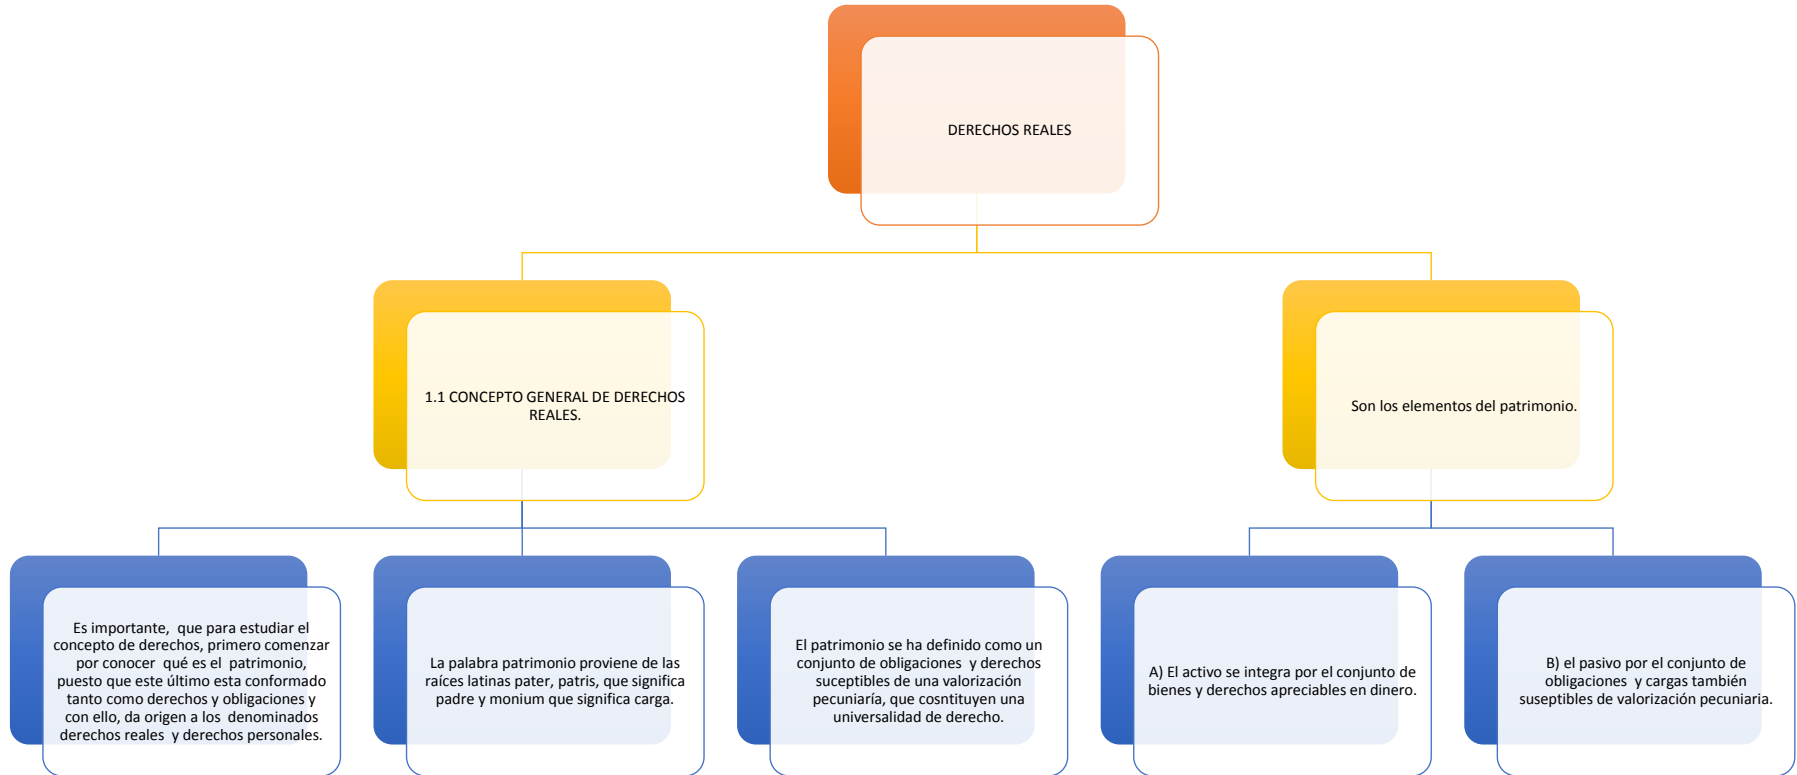 DERECHOS REALES
1.1 CONCEPTO GENERAL DE DERECHOS
REALES.
Son los elementos del patrimonio.
Es importante, que para estudiar el
concepto de derechos, primero comenzar
por conocer qué es el patrimonio,
puesto que este último esta conformado
tanto como derechos y obligaciones y
con ello, da origen a los denominados
derechos reales y derechos personales.
La palabra patrimonio proviene de las
raíces latinas pater, patris, que significa
padre y monium que significa carga.
El patrimonio se ha definido como un
conjunto de obligaciones y derechos
suceptibles de una valorización
pecuniaría, que cosntituyen una
universalidad de derecho.
A) El activo se integra por el conjunto de
bienes y derechos apreciables en dinero.
B) el pasivo por el conjunto de
obligaciones y cargas también
suseptibles de valorización pecuniaria.